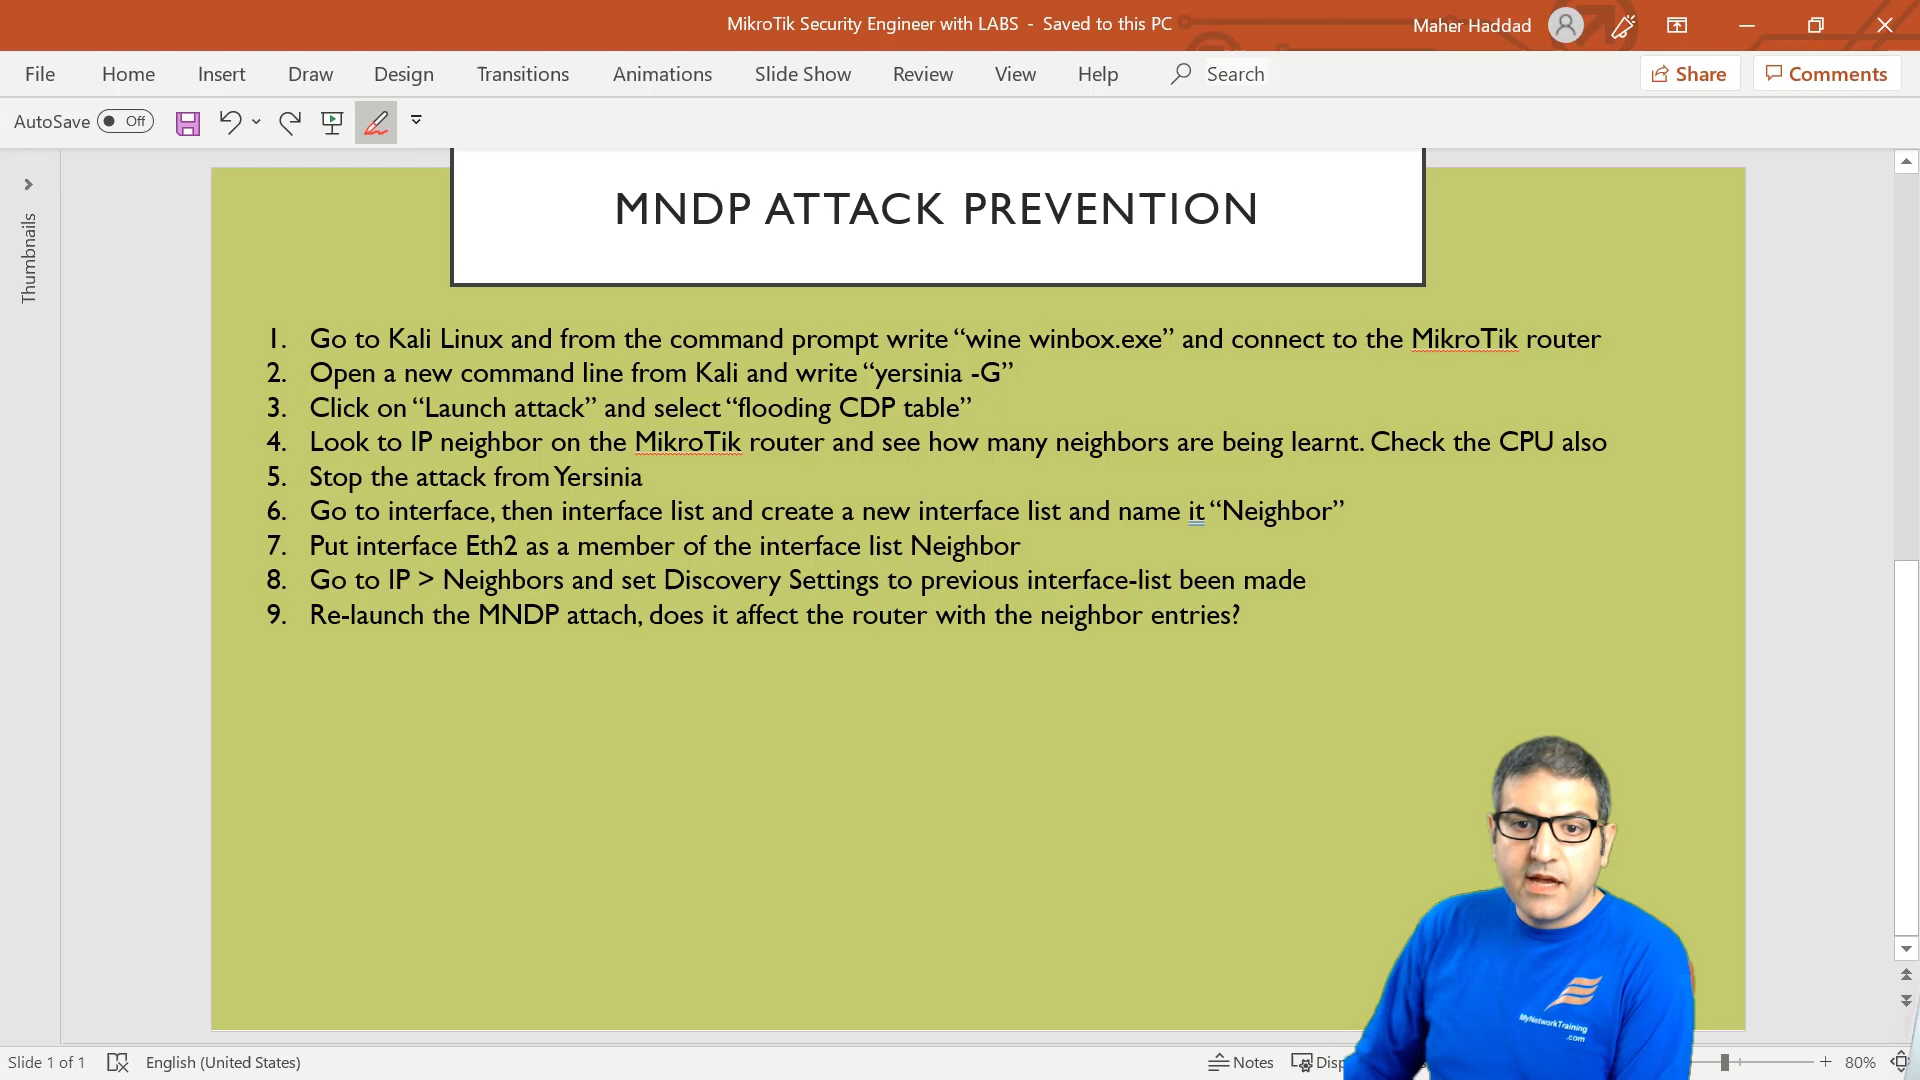 MikroTik Security Engineer with LABS - Saved to this PC
Maher Haddad
File Home Insert Draw Design Transitions Animations Slide Show Review View Help Search Share Comments
AutoSave Off
Thumbnails
MNDP ATTACK PREVENTION
1. Go to Kali Linux and from the command prompt write “wine winbox.exe” and connect to the MikroTik router
2. Open a new command line from Kali and write “yersinia -G”
3. Click on “Launch attack” and select “flooding CDP table”
4. Look to IP neighbor on the MikroTik router and see how many neighbors are being learnt. Check the CPU also
5. Stop the attack from Yersinia
6. Go to interface, then interface list and create a new interface list and name it “Neighbor”
7. Put interface Eth2 as a member of the interface list Neighbor
8. Go to IP > Neighbors and set Discovery Settings to previous interface-list been made
9. Re-launch the MNDP attach, does it affect the router with the neighbor entries?
MyNetworkTraining
.com
Slide 1 of 1 English (United States) Notes Disp 80%